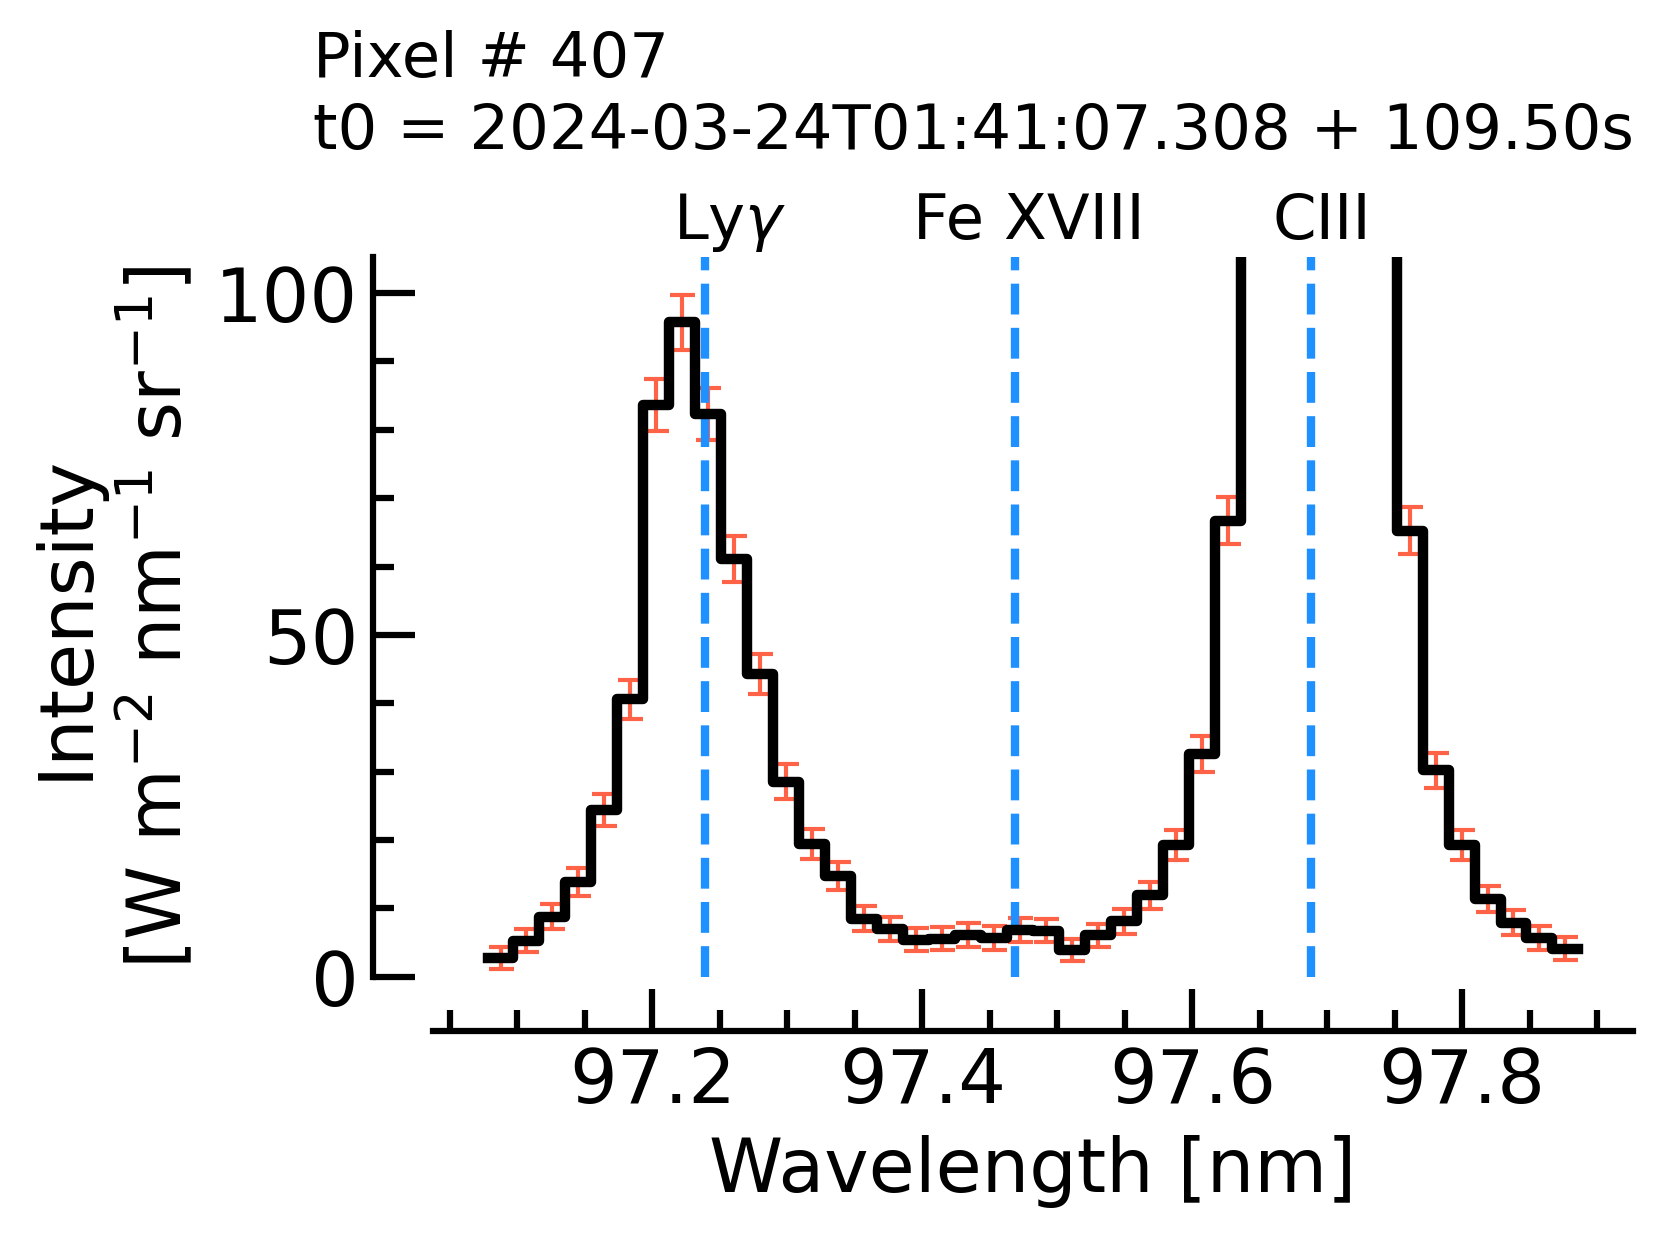 Pixel # 407
t0 = 2024-03-24T01:41:07.308 + 109.50s
Lyγ Fe XVIII CIII
Intensity
[W m⁻² nm⁻¹ sr⁻¹]
100
50
0
97.2 97.4 97.6 97.8
Wavelength [nm]